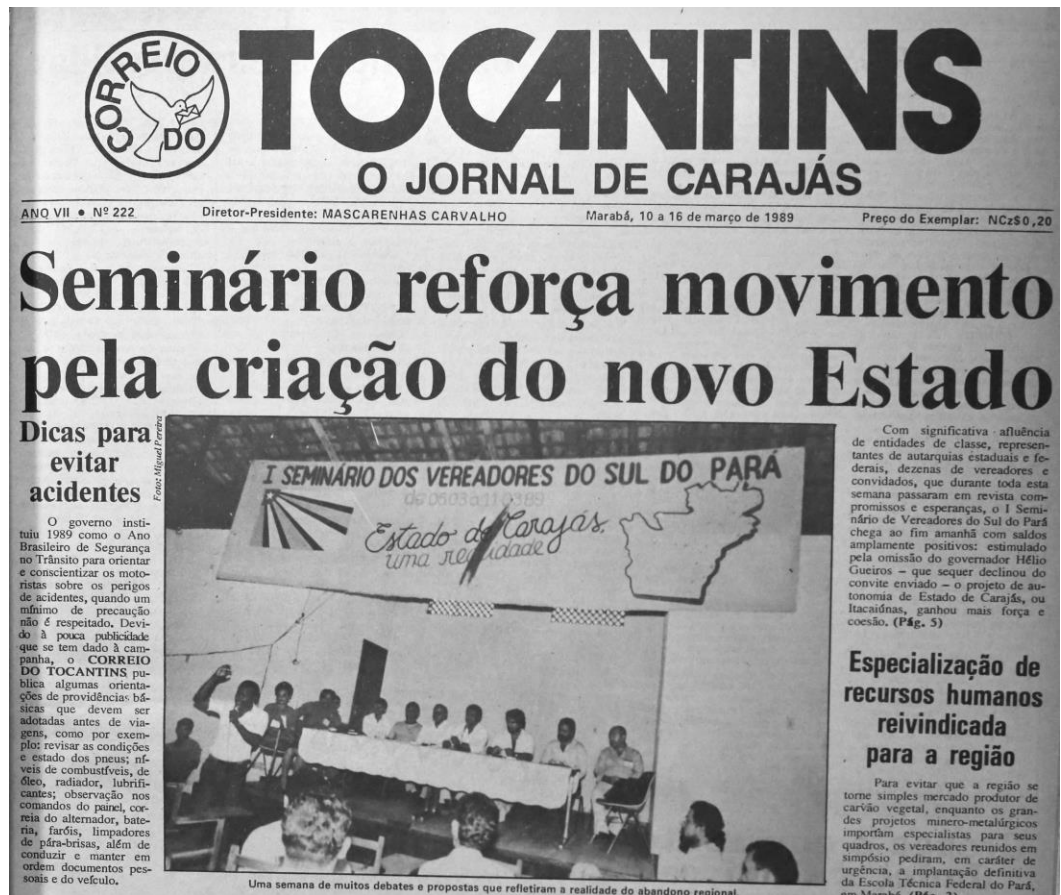 CORREIO DO
TOCANTINS
O JORNAL DE CARAJÁS
ANO VII • Nº 222 Diretor-Presidente: MASCARENHAS CARVALHO Marabá, 10 a 16 de março de 1989 Preço do Exemplar: NCz$0,20
Seminário reforça movimento
pela criação do novo Estado
Dicas para
evitar
acidentes
O governo insti-
tuiu 1989 como o Ano
Brasileiro de Segurança
no Trânsito para orientar
e conscientizar os moto-
ristas sobre os perigos
de acidentes, quando um
mínimo de precaução
não é respeitado. Devi-
do à pouca publicidade
que se tem dado à cam-
panha, o CORREIO
DO TOCANTINS pu-
blica algumas orienta-
ções de providências bá-
sicas que devem ser
adotadas antes de via-
gens, como por exem-
plo: revisar as condições
e estado dos pneus; ní-
veis de combustíveis, de
óleo, radiador, lubrifi-
cantes; observação nos
comandos do painel, cor-
reia do alternador, bate-
ria, faróis, limpadores
de pára-brisas, além de
conduzir e manter em
ordem documentos pes-
soais e do veículo.
Foto: Miguel Pereira
I SEMINÁRIO DOS VEREADORES DO SUL DO PARÁ
de 05.03 à 11.03.89
Estado de Carajás,
uma realidade
Uma semana de muitos debates e propostas que refletiram a realidade do abandono regional
Com significativa afluência
de entidades de classe, represen-
tantes de autarquias estaduais e fe-
derais, dezenas de vereadores e
convidados, que durante toda esta
semana passaram em revista com-
promissos e esperanças, o I Semi-
nário de Vereadores do Sul do Pará
chega ao fim amanhã com saldos
amplamente positivos: estimulado
pela omissão do governador Hélio
Gueiros – que sequer declinou do
convite enviado – o projeto de au-
tonomia de Estado de Carajás, ou
Itacaiúnas, ganhou mais força e
coesão. (Pág. 5)
Especialização de
recursos humanos
reivindicada
para a região
Para evitar que a região se
torne simples mercado produtor de
carvão vegetal, enquanto os gran-
des projetos minero-metalúrgicos
importam especialistas para seus
quadros, os vereadores reunidos em
simpósio pediram, em caráter de
urgência, a implantação definitiva
da Escola Técnica Federal do Pará,
em Marabá.